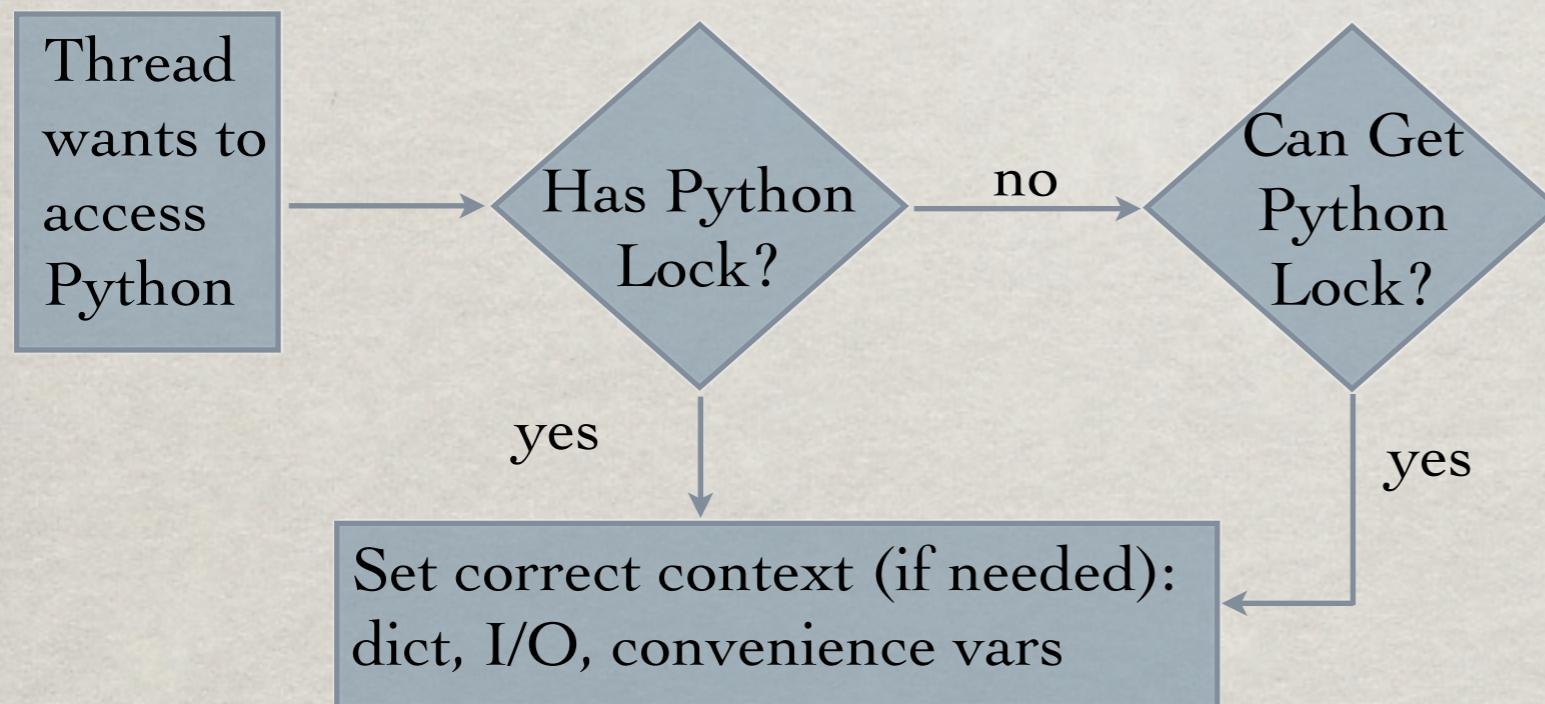 Thread
wants to
access
Python
Has Python
Lock?
no
Can Get
Python
Lock?
yes
yes
Set correct context (if needed):
dict, I/O, convenience vars